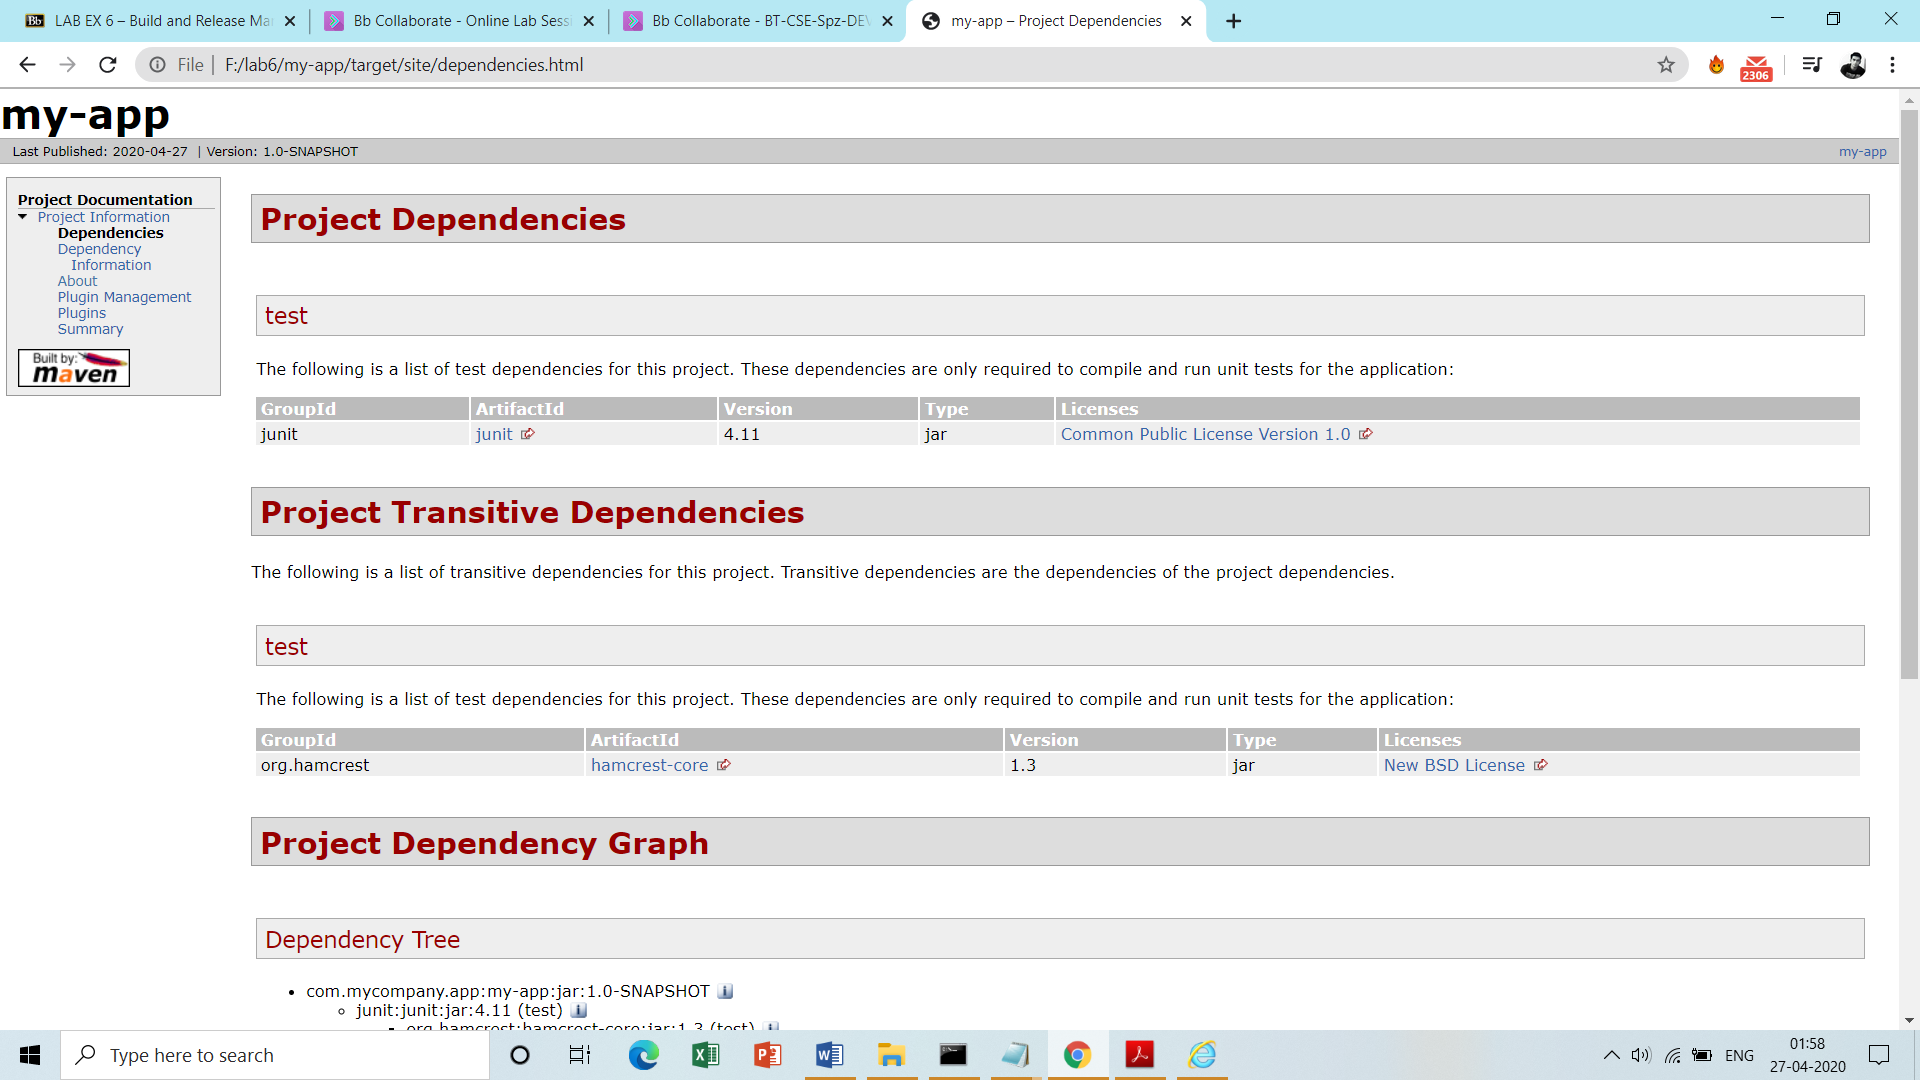 LAB EX 6 – Build and Release Ma
Bb Collaborate - Online Lab Sess
Bb Collaborate - BT-CSE-Spz-DEV
my-app – Project Dependencies
File
F:/lab6/my-app/target/site/dependencies.html
2306
my-app
Last Published: 2020-04-27 | Version: 1.0-SNAPSHOT
my-app
Project Documentation
Project Information
Dependencies
Dependency
Information
About
Plugin Management
Plugins
Summary
Built by:
maven
Project Dependencies
test
The following is a list of test dependencies for this project. These dependencies are only required to compile and run unit tests for the application:
GroupId ArtifactId Version Type Licenses
junit junit 4.11 jar Common Public License Version 1.0
Project Transitive Dependencies
The following is a list of transitive dependencies for this project. Transitive dependencies are the dependencies of the project dependencies.
test
The following is a list of test dependencies for this project. These dependencies are only required to compile and run unit tests for the application:
GroupId ArtifactId Version Type Licenses
org.hamcrest hamcrest-core 1.3 jar New BSD License
Project Dependency Graph
Dependency Tree
com.mycompany.app:my-app:jar:1.0-SNAPSHOT
junit:junit:jar:4.11 (test)
org.hamcrest:hamcrest-core:jar:1.3 (test)
Type here to search
ENG
01:58
27-04-2020